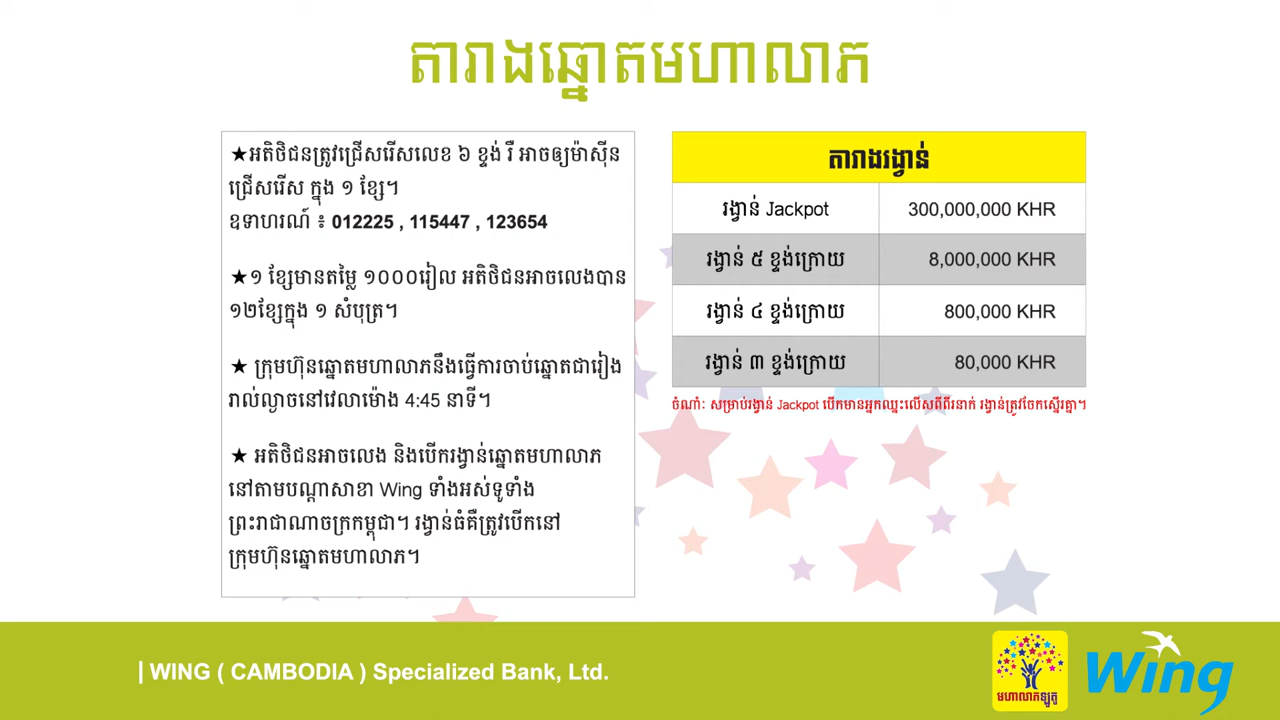 តារាងឆ្នោតមហាលាភ
★អតិថិជនត្រូវជ្រើសរើសលេខ ៦ ខ្ទង់ រឺ អាចឲ្យម៉ាស៊ីន
ជ្រើសរើស ក្នុង ១ ខ្សែ។
ឧទាហរណ៍ ៖ 012225 , 115447 , 123654
★១ ខ្សែមានតម្លៃ ១០០០រៀល អតិថិជនអាចលេងបាន
១២ខ្សែក្នុង ១ សំបុត្រ។
★ ក្រុមហ៊ុនឆ្នោតមហាលាភនឹងធ្វើការចាប់ឆ្នោតជារៀង
រាល់ល្ងាចនៅវេលាម៉ោង 4:45 នាទី។
★ អតិថិជនអាចលេង និងបើករង្វាន់ឆ្នោតមហាលាភ
នៅតាមបណ្តាសាខា Wing ទាំងអស់ទូទាំង
ព្រះរាជាណាចក្រកម្ពុជា។ រង្វាន់ធំគឺត្រូវបើកនៅ
ក្រុមហ៊ុនឆ្នោតមហាលាភ។
តារាងរង្វាន់
រង្វាន់ Jackpot 300,000,000 KHR
រង្វាន់ ៥ ខ្ទង់ក្រោយ 8,000,000 KHR
រង្វាន់ ៤ ខ្ទង់ក្រោយ 800,000 KHR
រង្វាន់ ៣ ខ្ទង់ក្រោយ 80,000 KHR
ចំណាំ: សម្រាប់រង្វាន់ Jackpot បើកមានអ្នកឈ្នះលើសពីពីរនាក់ រង្វាន់ត្រូវចែកស្នើរគ្នា។
| WING ( CAMBODIA ) Specialized Bank, Ltd.
មហាលាភឡូតូ
Wing